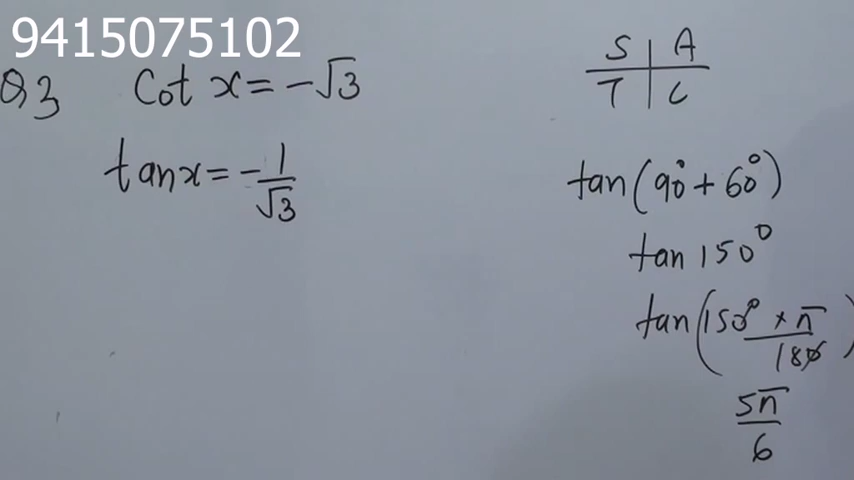 9415075102
Q3 Cot x = -√3
tan x = -1/√3
S | A
T | C
tan(90° + 60°)
tan 150°
tan(150° × π/180)
5π/6